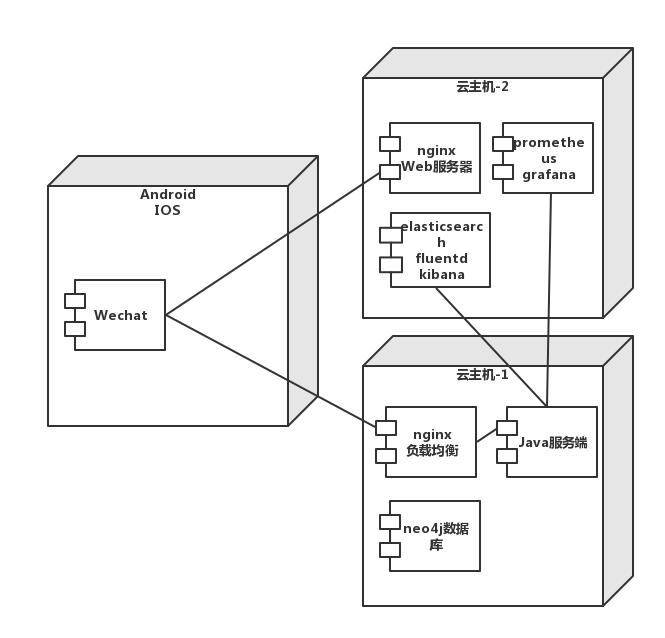 云主机-2
nginx
Web服务器
promethe
us
grafana
elasticsearc
h
fluentd
kibana
Android
IOS
Wechat
云主机-1
nginx
负载均衡
Java服务端
neo4j数据
库